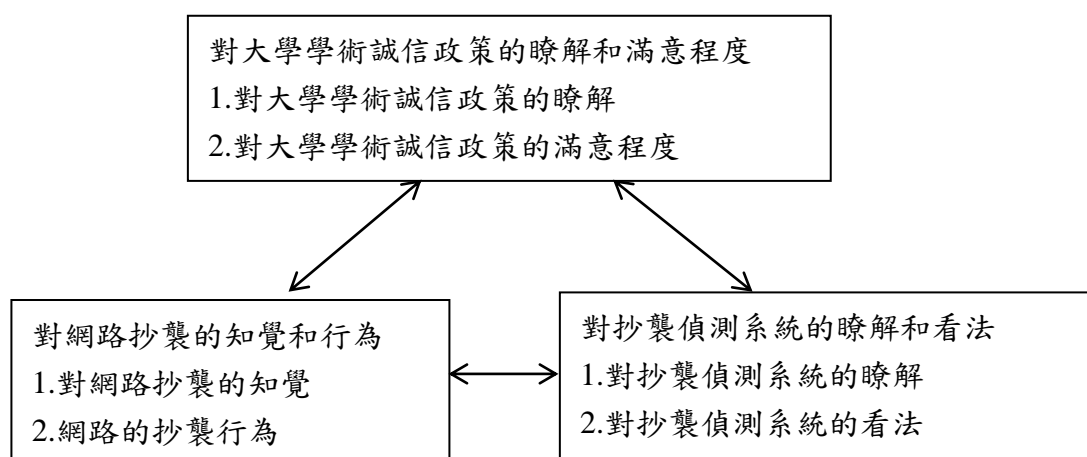 對大學學術誠信政策的瞭解和滿意程度
1.對大學學術誠信政策的瞭解
2.對大學學術誠信政策的滿意程度
對網路抄襲的知覺和行為
1.對網路抄襲的知覺
2.網路的抄襲行為
對抄襲偵測系統的瞭解和看法
1.對抄襲偵測系統的瞭解
2.對抄襲偵測系統的看法